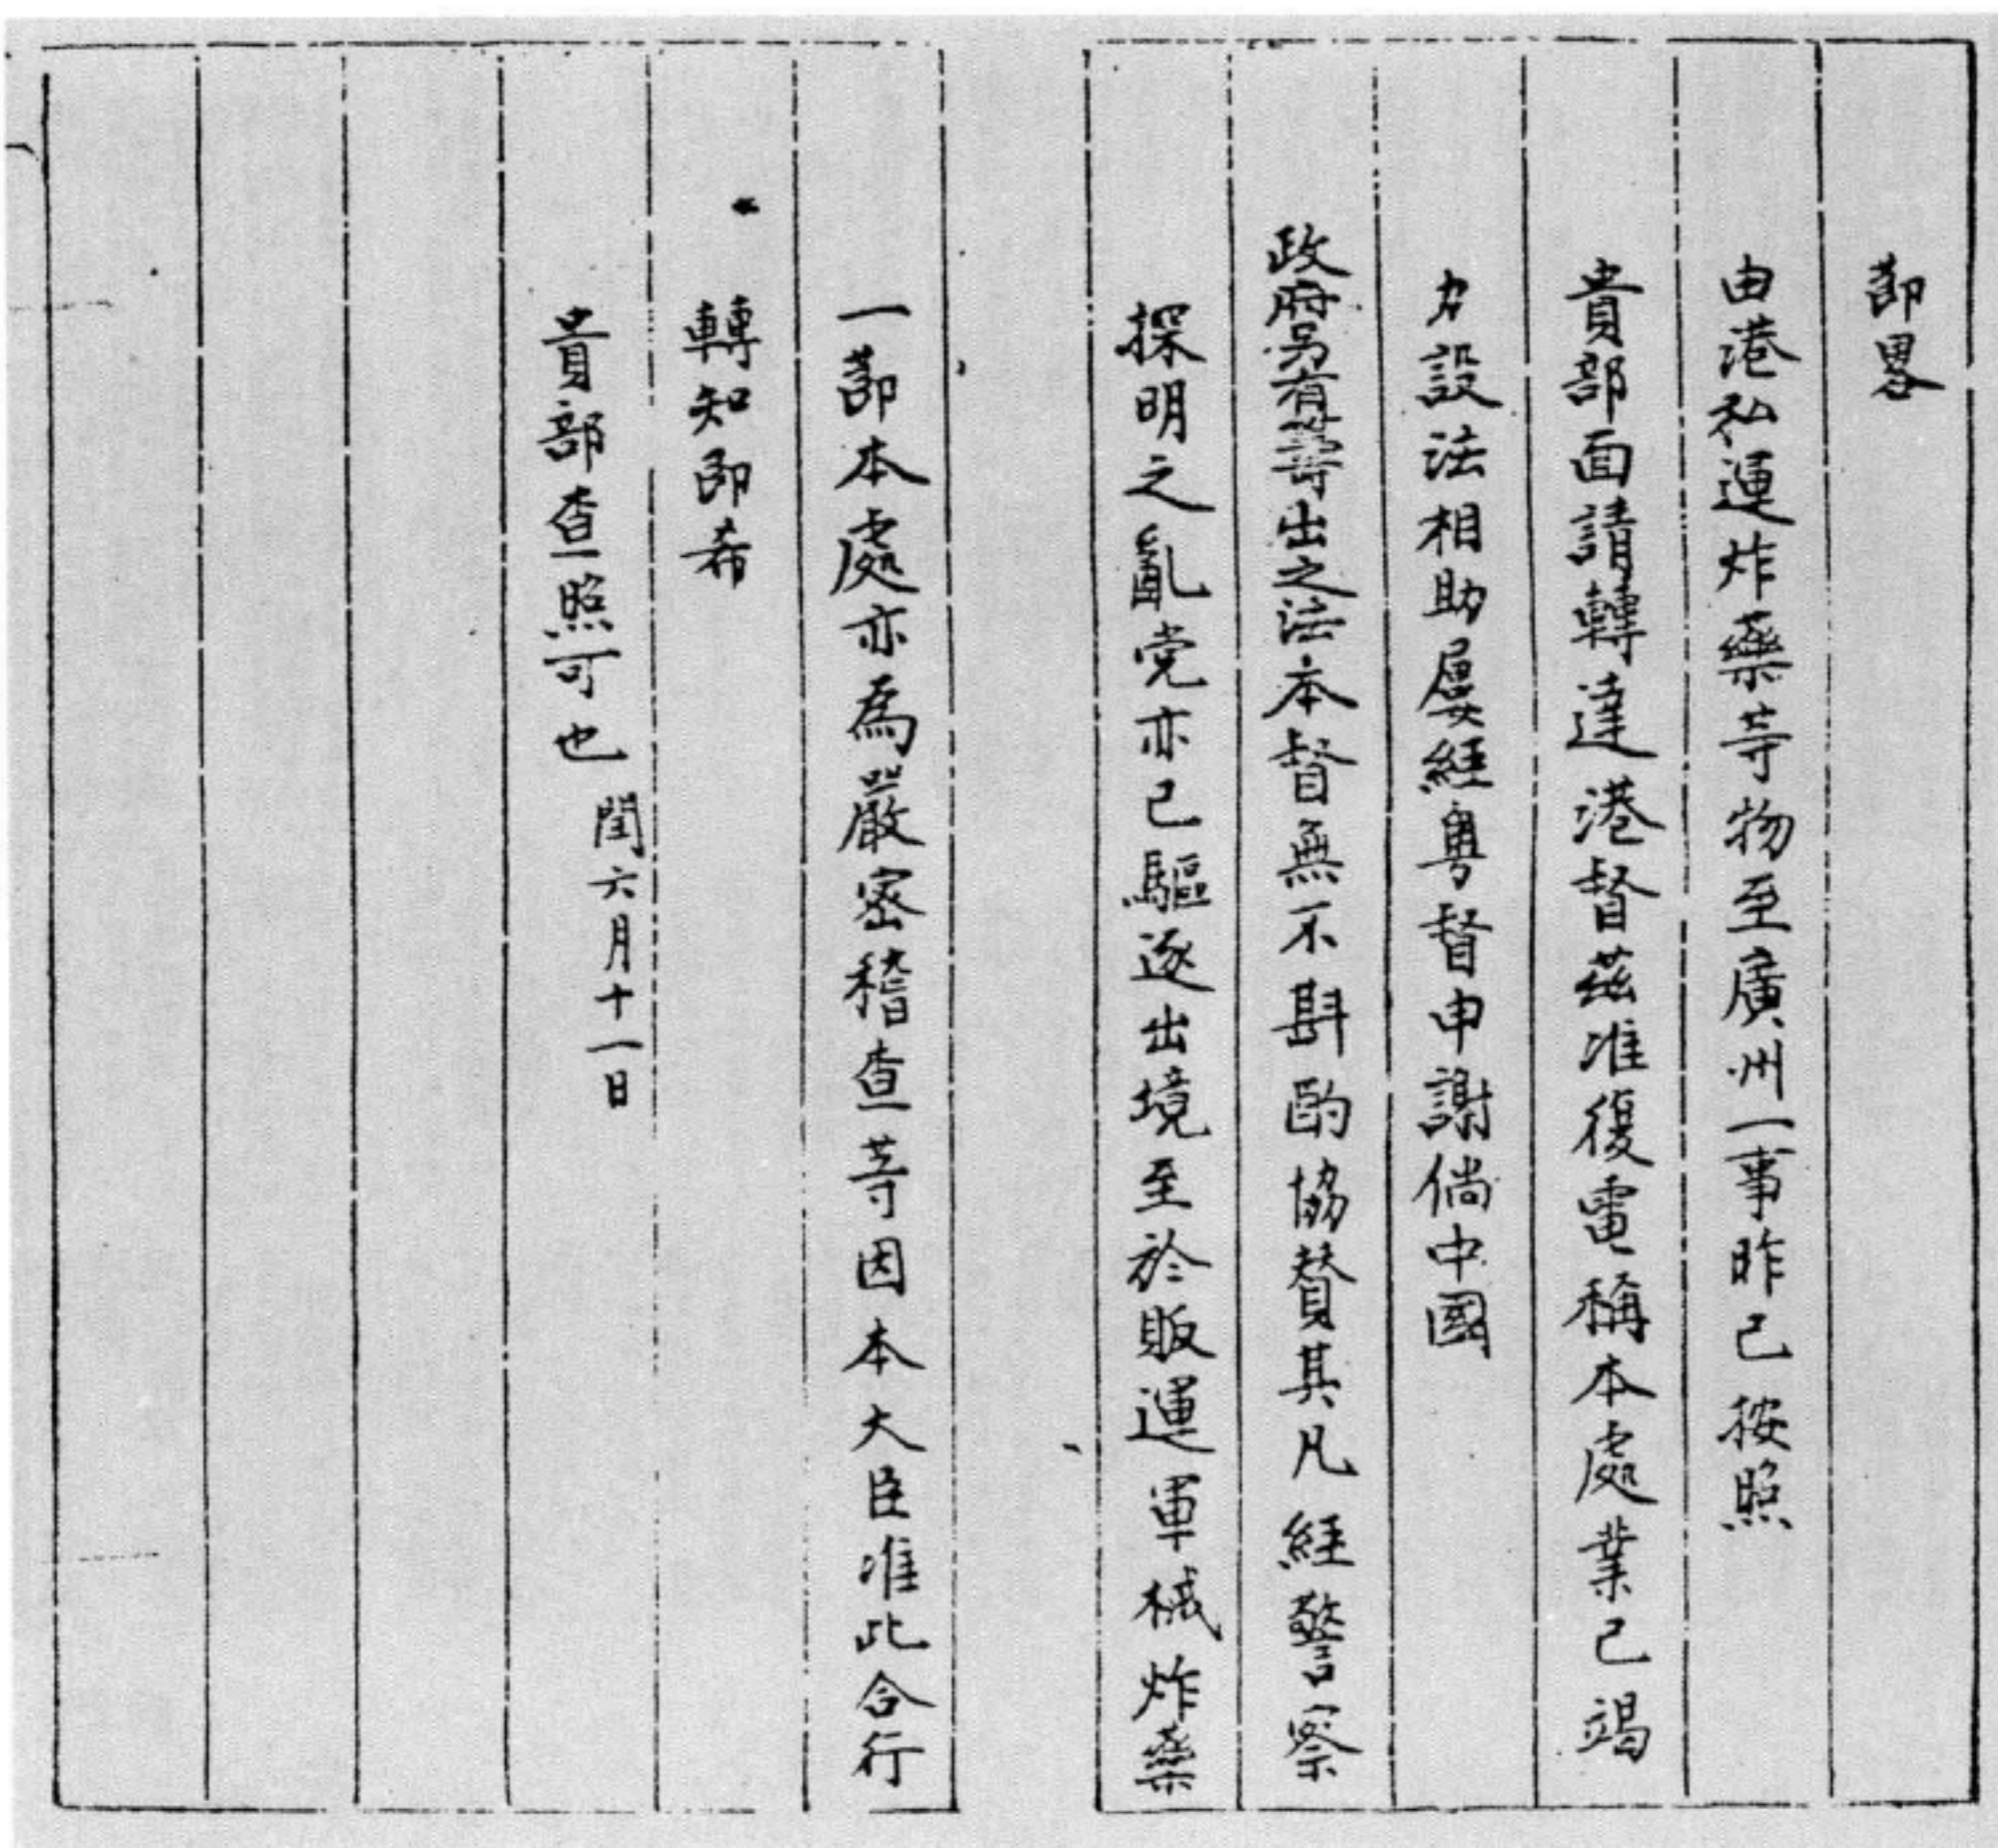 節畧
由港私運炸藥等物至廣州一事昨已按照
貴部面請轉達港督兹准復電稱本處業已竭
力設法相助屢經粵督申謝倘中國
政府另有籌出之法本督無不斟酌協贊其凡經警察
探明之亂党亦已驅逐出境至於販運軍械炸藥
一節本處亦為嚴密稽查等因本大臣准此合行
轉知即希
貴部查照可也
閏六月十一日